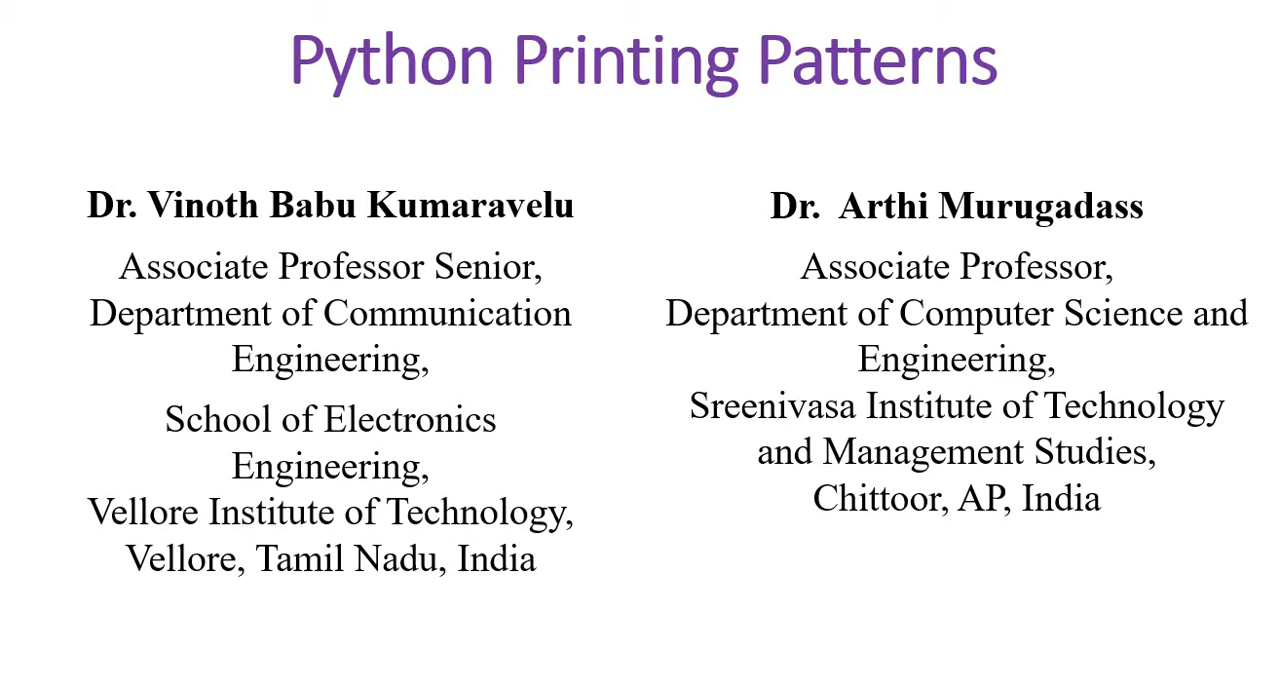 Python Printing Patterns
Dr. Vinoth Babu Kumaravelu
Associate Professor Senior,
Department of Communication
Engineering,
School of Electronics
Engineering,
Vellore Institute of Technology,
Vellore, Tamil Nadu, India
Dr.  Arthi Murugadass
Associate Professor,
Department of Computer Science and
Engineering,
Sreenivasa Institute of Technology
and Management Studies,
Chittoor, AP, India